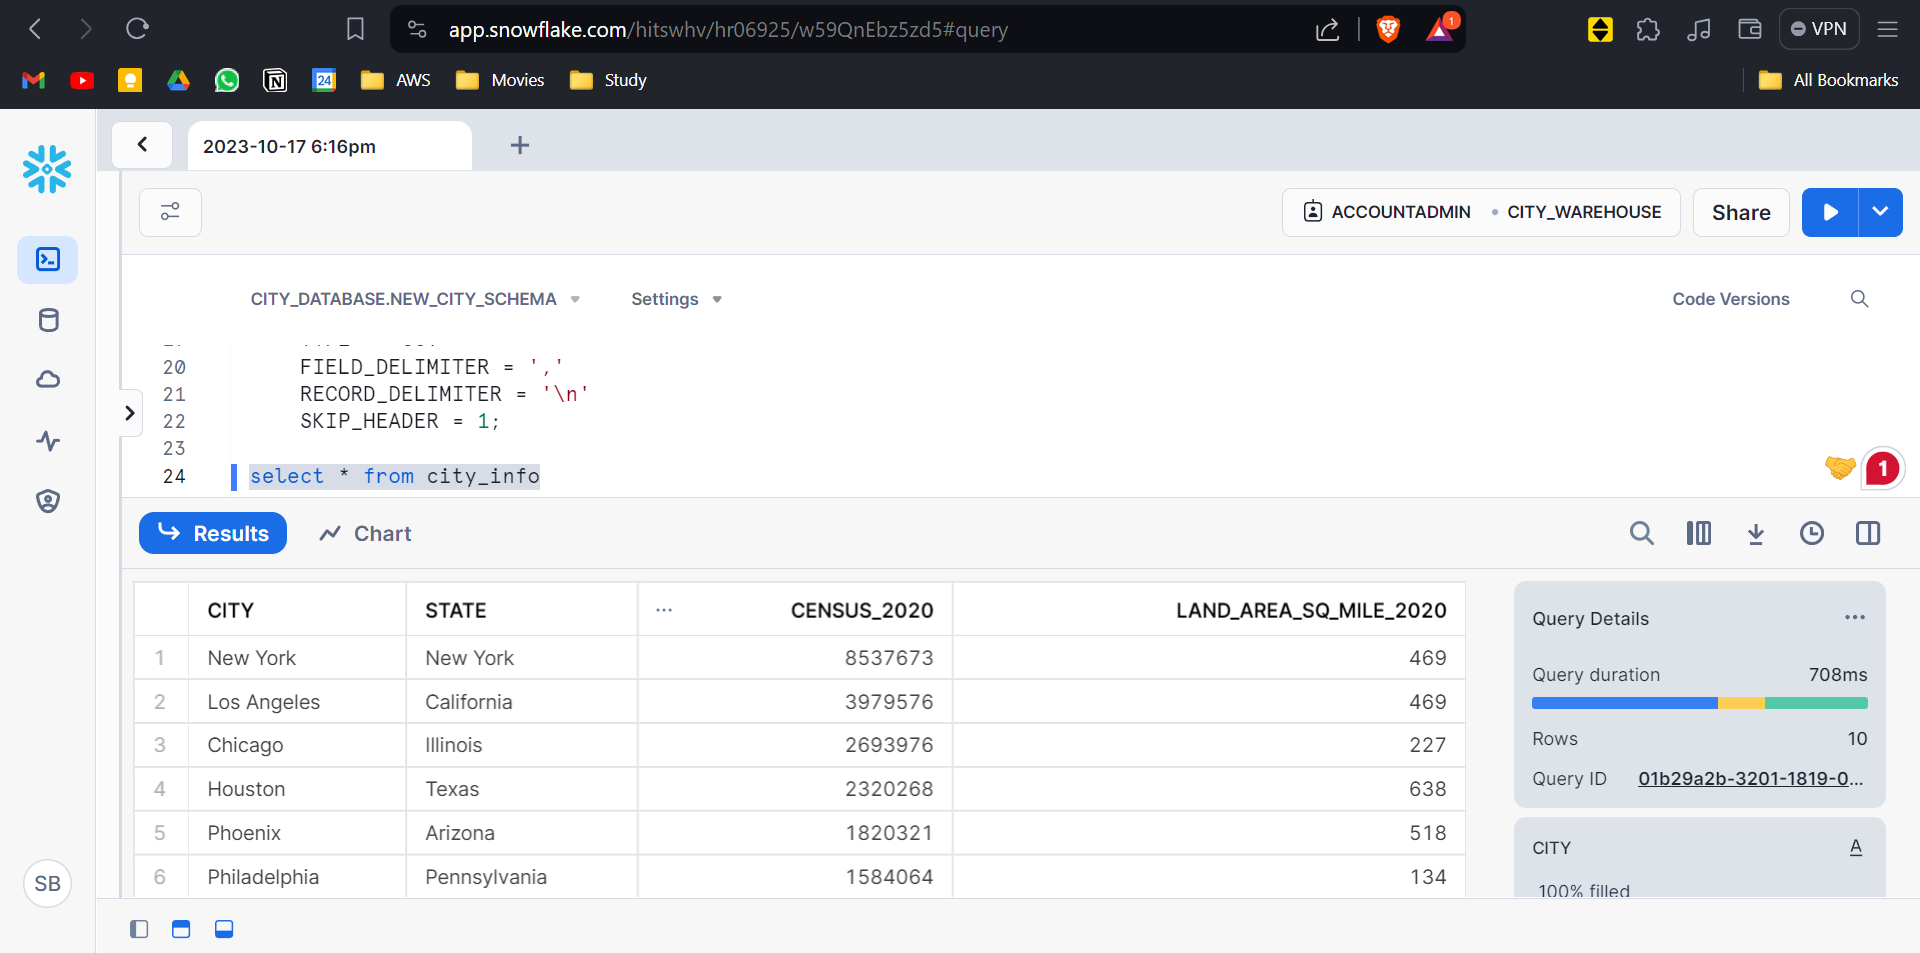 app.snowflake.com/hitswhv/hr06925/w59QnEbz5zd5#query
1
VPN
24
AWS
Movies
Study
All Bookmarks
2023-10-17 6:16pm
ACCOUNTADMIN • CITY_WAREHOUSE
Share
CITY_DATABASE.NEW_CITY_SCHEMA
Settings
Code Versions
20 FIELD_DELIMITER = ','
21 RECORD_DELIMITER = '\n'
22 SKIP_HEADER = 1;
23
24 select * from city_info
1
Results
Chart
CITY STATE ... CENSUS_2020 LAND_AREA_SQ_MILE_2020
1 New York New York 8537673 469
2 Los Angeles California 3979576 469
3 Chicago Illinois 2693976 227
4 Houston Texas 2320268 638
5 Phoenix Arizona 1820321 518
6 Philadelphia Pennsylvania 1584064 134
Query Details ...
Query duration 708ms
Rows 10
Query ID 01b29a2b-3201-1819-0...
CITY A
100% filled
SB